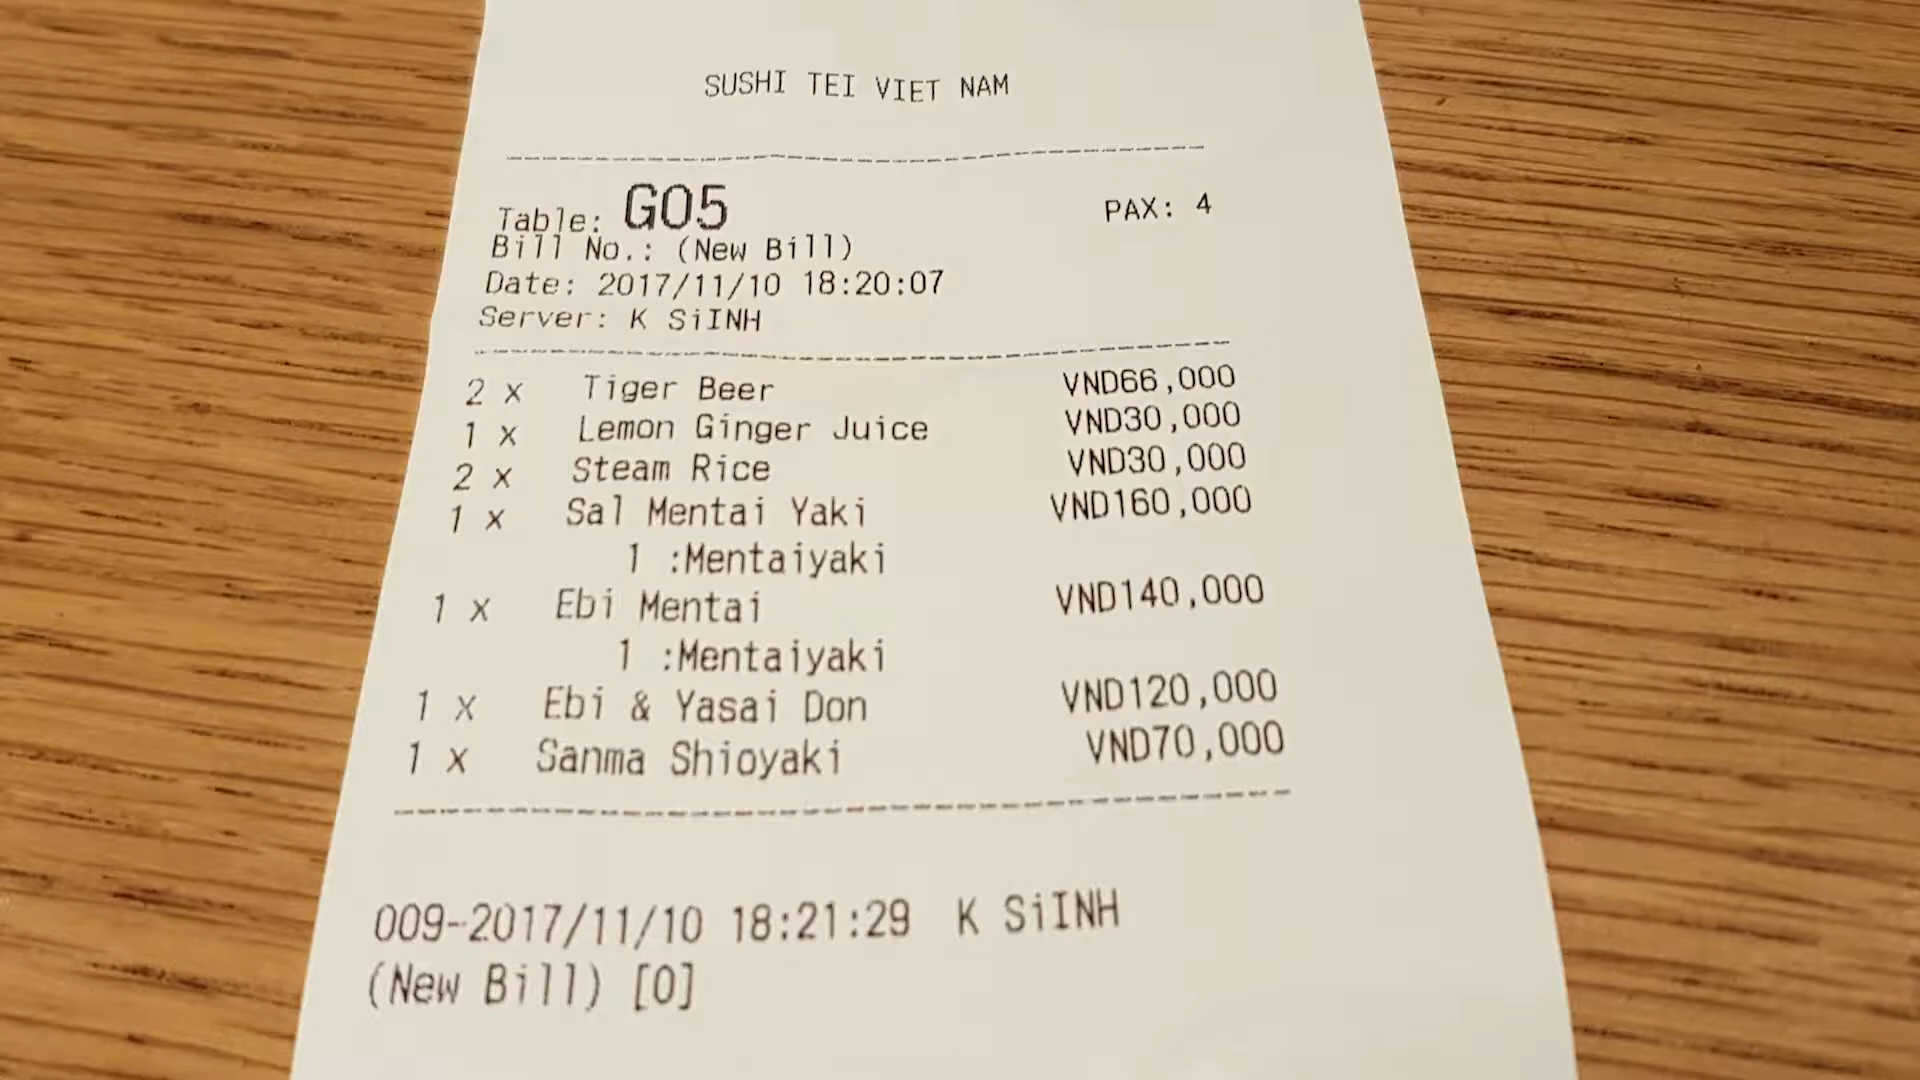 SUSHI TEI VIET NAM
Table: G05 PAX: 4
Bill No.: (New Bill)
Date: 2017/11/10 18:20:07
Server: K SiINH
2 x Tiger Beer VND66,000
1 x Lemon Ginger Juice VND30,000
2 x Steam Rice VND30,000
1 x Sal Mentai Yaki VND160,000
1 :Mentaiyaki
1 x Ebi Mentai VND140,000
1 :Mentaiyaki
1 x Ebi & Yasai Don VND120,000
1 x Sanma Shioyaki VND70,000
009-2017/11/10 18:21:29 K SiINH
(New Bill) [0]